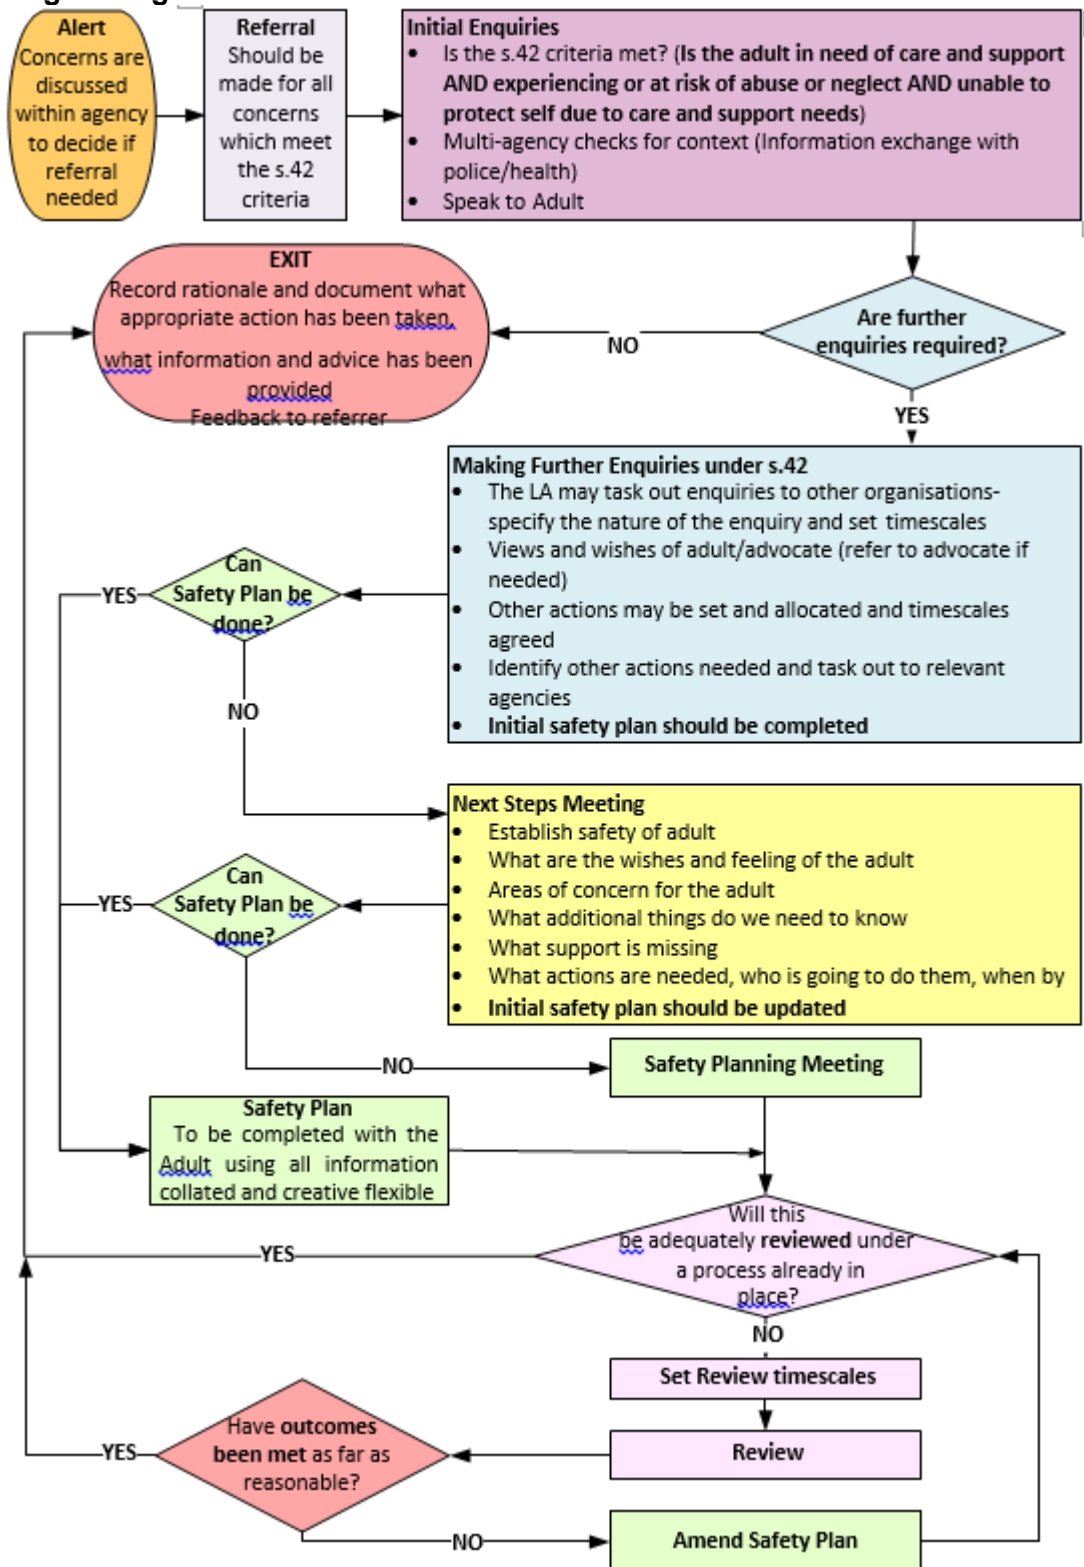 Alert
Concerns are
discussed
within agency
to decide if
referral
needed
Referral
Should be
made for all
concerns
which meet
the s.42
criteria
Initial Enquiries
• Is the s.42 criteria met? (Is the adult in need of care and support
AND experiencing or at risk of abuse or neglect AND unable to
protect self due to care and support needs)
• Multi-agency checks for context (Information exchange with
police/health)
• Speak to Adult
EXIT
Record rationale and document what
appropriate action has been taken,
what information and advice has been
provided
Feedback to referrer
NO
Are further
enquiries required?
YES
Making Further Enquiries under s.42
• The LA may task out enquiries to other organisations-
specify the nature of the enquiry and set timescales
• Views and wishes of adult/advocate (refer to advocate if
needed)
• Other actions may be set and allocated and timescales
agreed
• Identify other actions needed and task out to relevant
agencies
• Initial safety plan should be completed
Can
Safety Plan be
done?
YES
NO
Next Steps Meeting
• Establish safety of adult
• What are the wishes and feeling of the adult
• Areas of concern for the adult
• What additional things do we need to know
• What support is missing
• What actions are needed, who is going to do them, when by
• Initial safety plan should be updated
Can
Safety Plan be
done?
YES
NO
Safety Planning Meeting
Safety Plan
To be completed with the
Adult using all information
collated and creative flexible
Will this
be adequately reviewed under
a process already in
place?
YES
NO
Set Review timescales
Review
Have outcomes
been met as far as
reasonable?
YES
NO
Amend Safety Plan